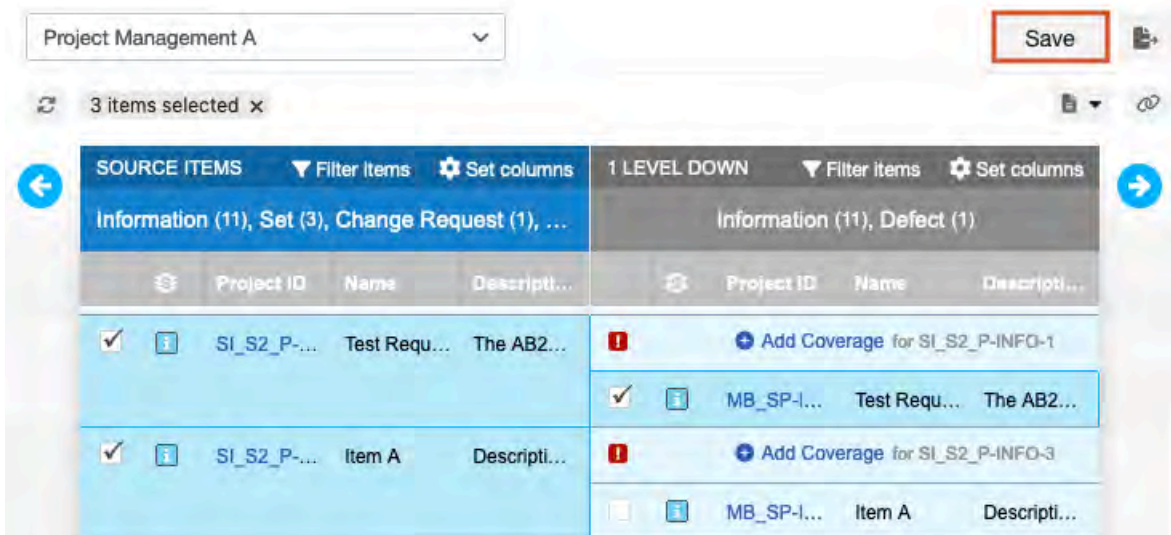 Project Management A
Save
3 items selected ×
SOURCE ITEMS Filter items Set columns
1 LEVEL DOWN Filter items Set columns
Information (11), Set (3), Change Request (1), ...
Information (11), Defect (1)
Project ID Name Descripti...
Project ID Name Descripti...
SI_S2_P-... Test Requ... The AB2...
Add Coverage for SI_S2_P-INFO-1
MB_SP-I... Test Requ... The AB2...
SI_S2_P-... Item A Descripti...
Add Coverage for SI_S2_P-INFO-3
MB_SP-I... Item A Descripti...